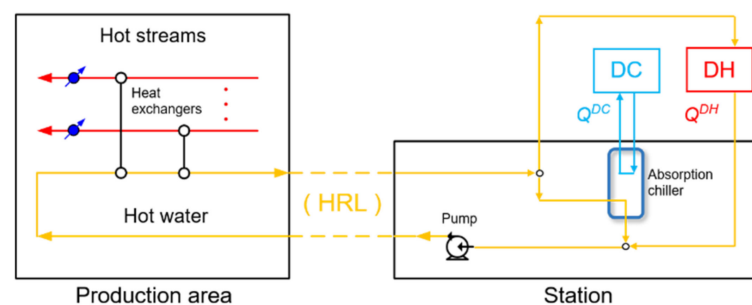 Hot streams
Heat
exchangers
Hot water
Production area
( HRL )
DC
DH
Q^DC
Q^DH
Absorption
chiller
Pump
Station